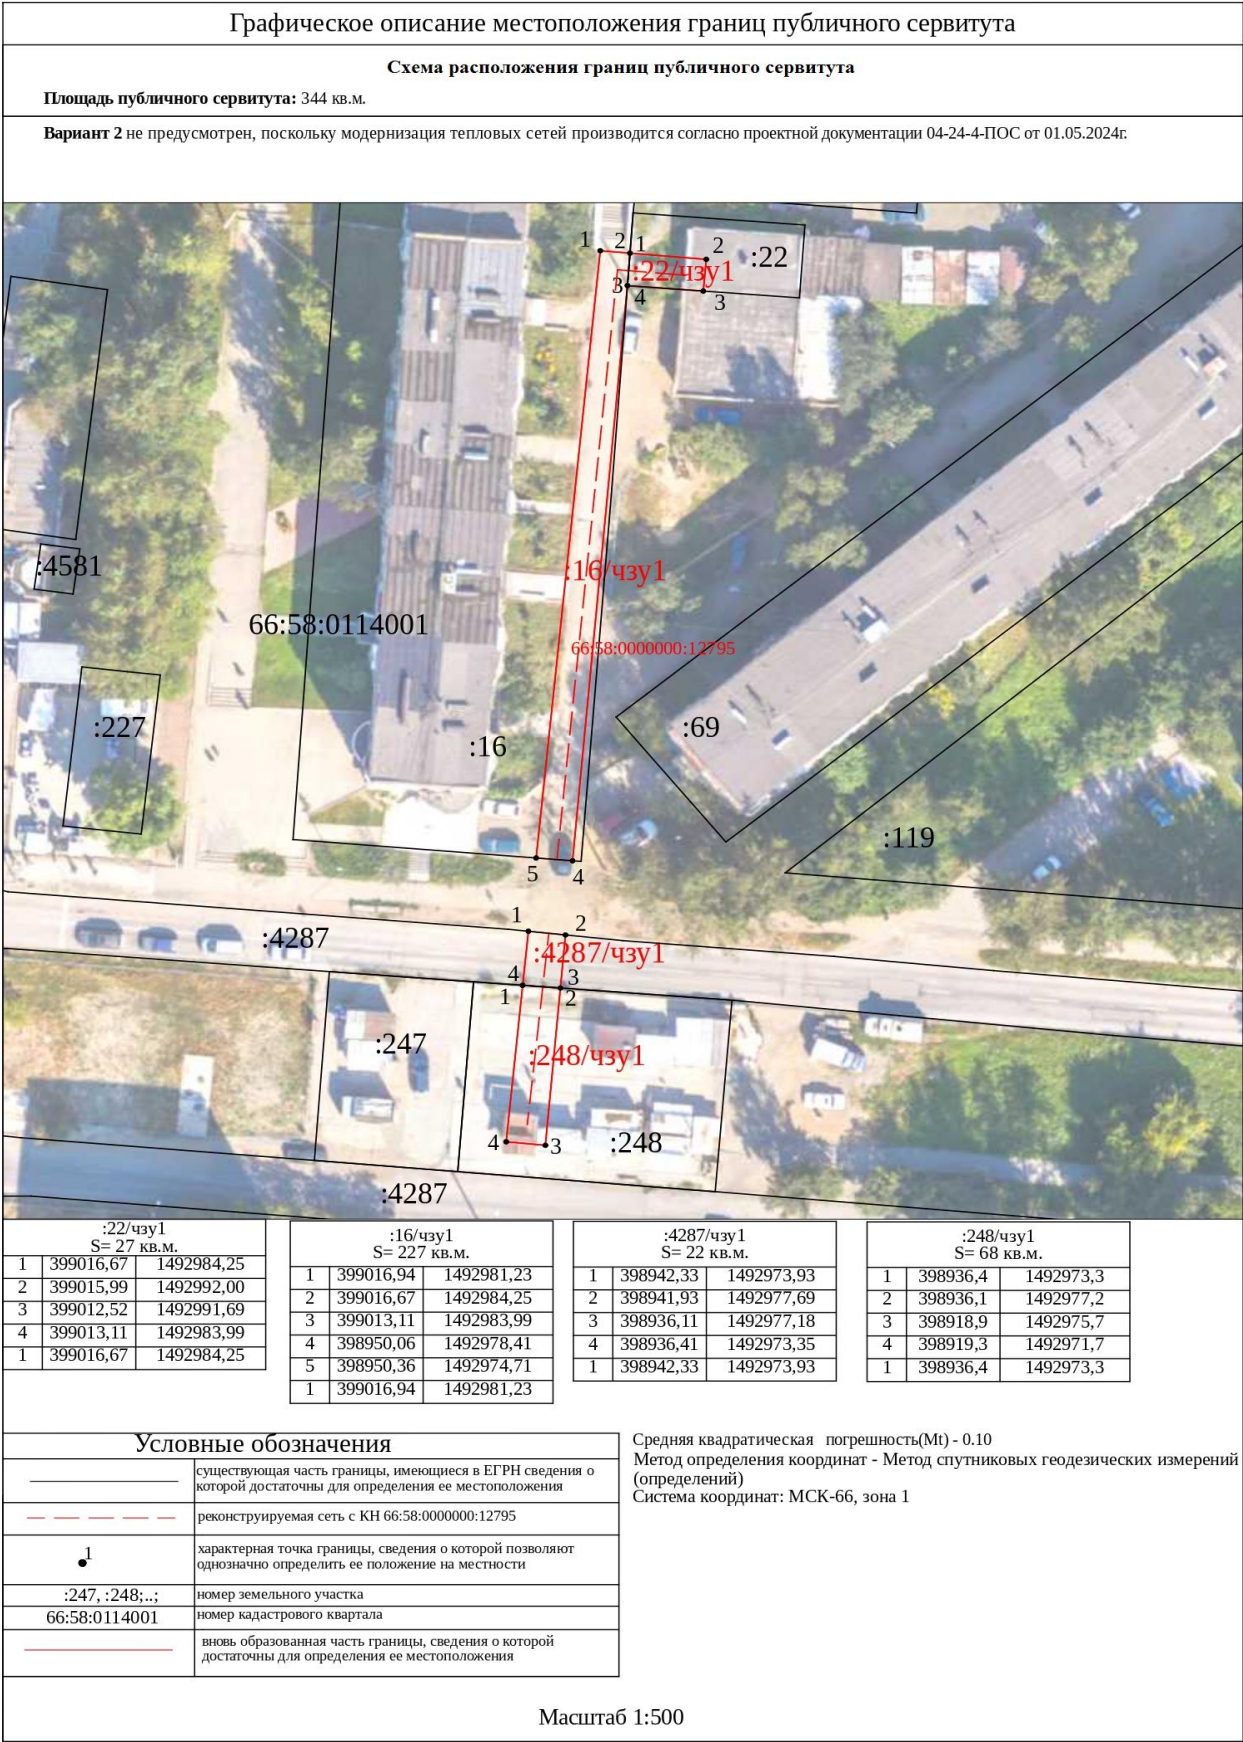 Графическое описание местоположения границ публичного сервитута
Схема расположения границ публичного сервитута
Площадь публичного сервитута: 344 кв.м.
Вариант 2 не предусмотрен, поскольку модернизация тепловых сетей производится согласно проектной документации 04-24-4-ПОС от 01.05.2024г.
1 2 1 2
:22
:22/чзу1
3 4 3
:4581
:16/чзу1
66:58:0114001
66:58:0000000:12795
:227
:69
:16
:119
5 4
1 2
:4287
:4287/чзу1
4 3
1 2
:247
:248/чзу1
4 3
:248
:4287
:22/чзу1
S= 27 кв.м.
1 399016,67 1492984,25
2 399015,99 1492992,00
3 399012,52 1492991,69
4 399013,11 1492983,99
1 399016,67 1492984,25
:16/чзу1
S= 227 кв.м.
1 399016,94 1492981,23
2 399016,67 1492984,25
3 399013,11 1492983,99
4 398950,06 1492978,41
5 398950,36 1492974,71
1 399016,94 1492981,23
:4287/чзу1
S= 22 кв.м.
1 398942,33 1492973,93
2 398941,93 1492977,69
3 398936,11 1492977,18
4 398936,41 1492973,35
1 398942,33 1492973,93
:248/чзу1
S= 68 кв.м.
1 398936,4 1492973,3
2 398936,1 1492977,2
3 398918,9 1492975,7
4 398919,3 1492971,7
1 398936,4 1492973,3
Условные обозначения
существующая часть границы, имеющиеся в ЕГРН сведения о
которой достаточны для определения ее местоположения
реконструируемая сеть с КН 66:58:0000000:12795
1
характерная точка границы, сведения о которой позволяют
однозначно определить ее положение на местности
:247, :248;..; номер земельного участка
66:58:0114001 номер кадастрового квартала
вновь образованная часть границы, сведения о которой
достаточны для определения ее местоположения
Средняя квадратическая погрешность(Mt) - 0.10
Метод определения координат - Метод спутниковых геодезических измерений
(определений)
Система координат: МСК-66, зона 1
Масштаб 1:500